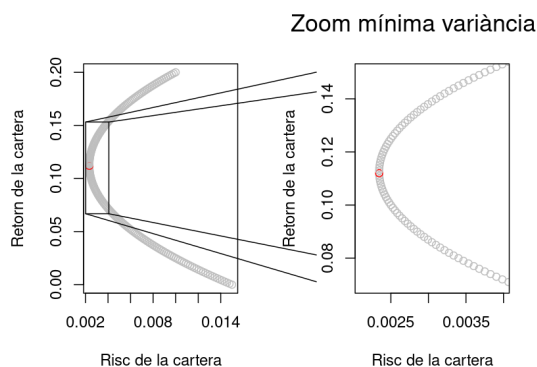 Zoom mínima variància
Retorn de la cartera
0.20
0.15
0.10
0.05
0.00
0.002
0.008
0.014
Risc de la cartera
Retorn de la cartera
0.14
0.12
0.10
0.08
0.0025
0.0035
Risc de la cartera